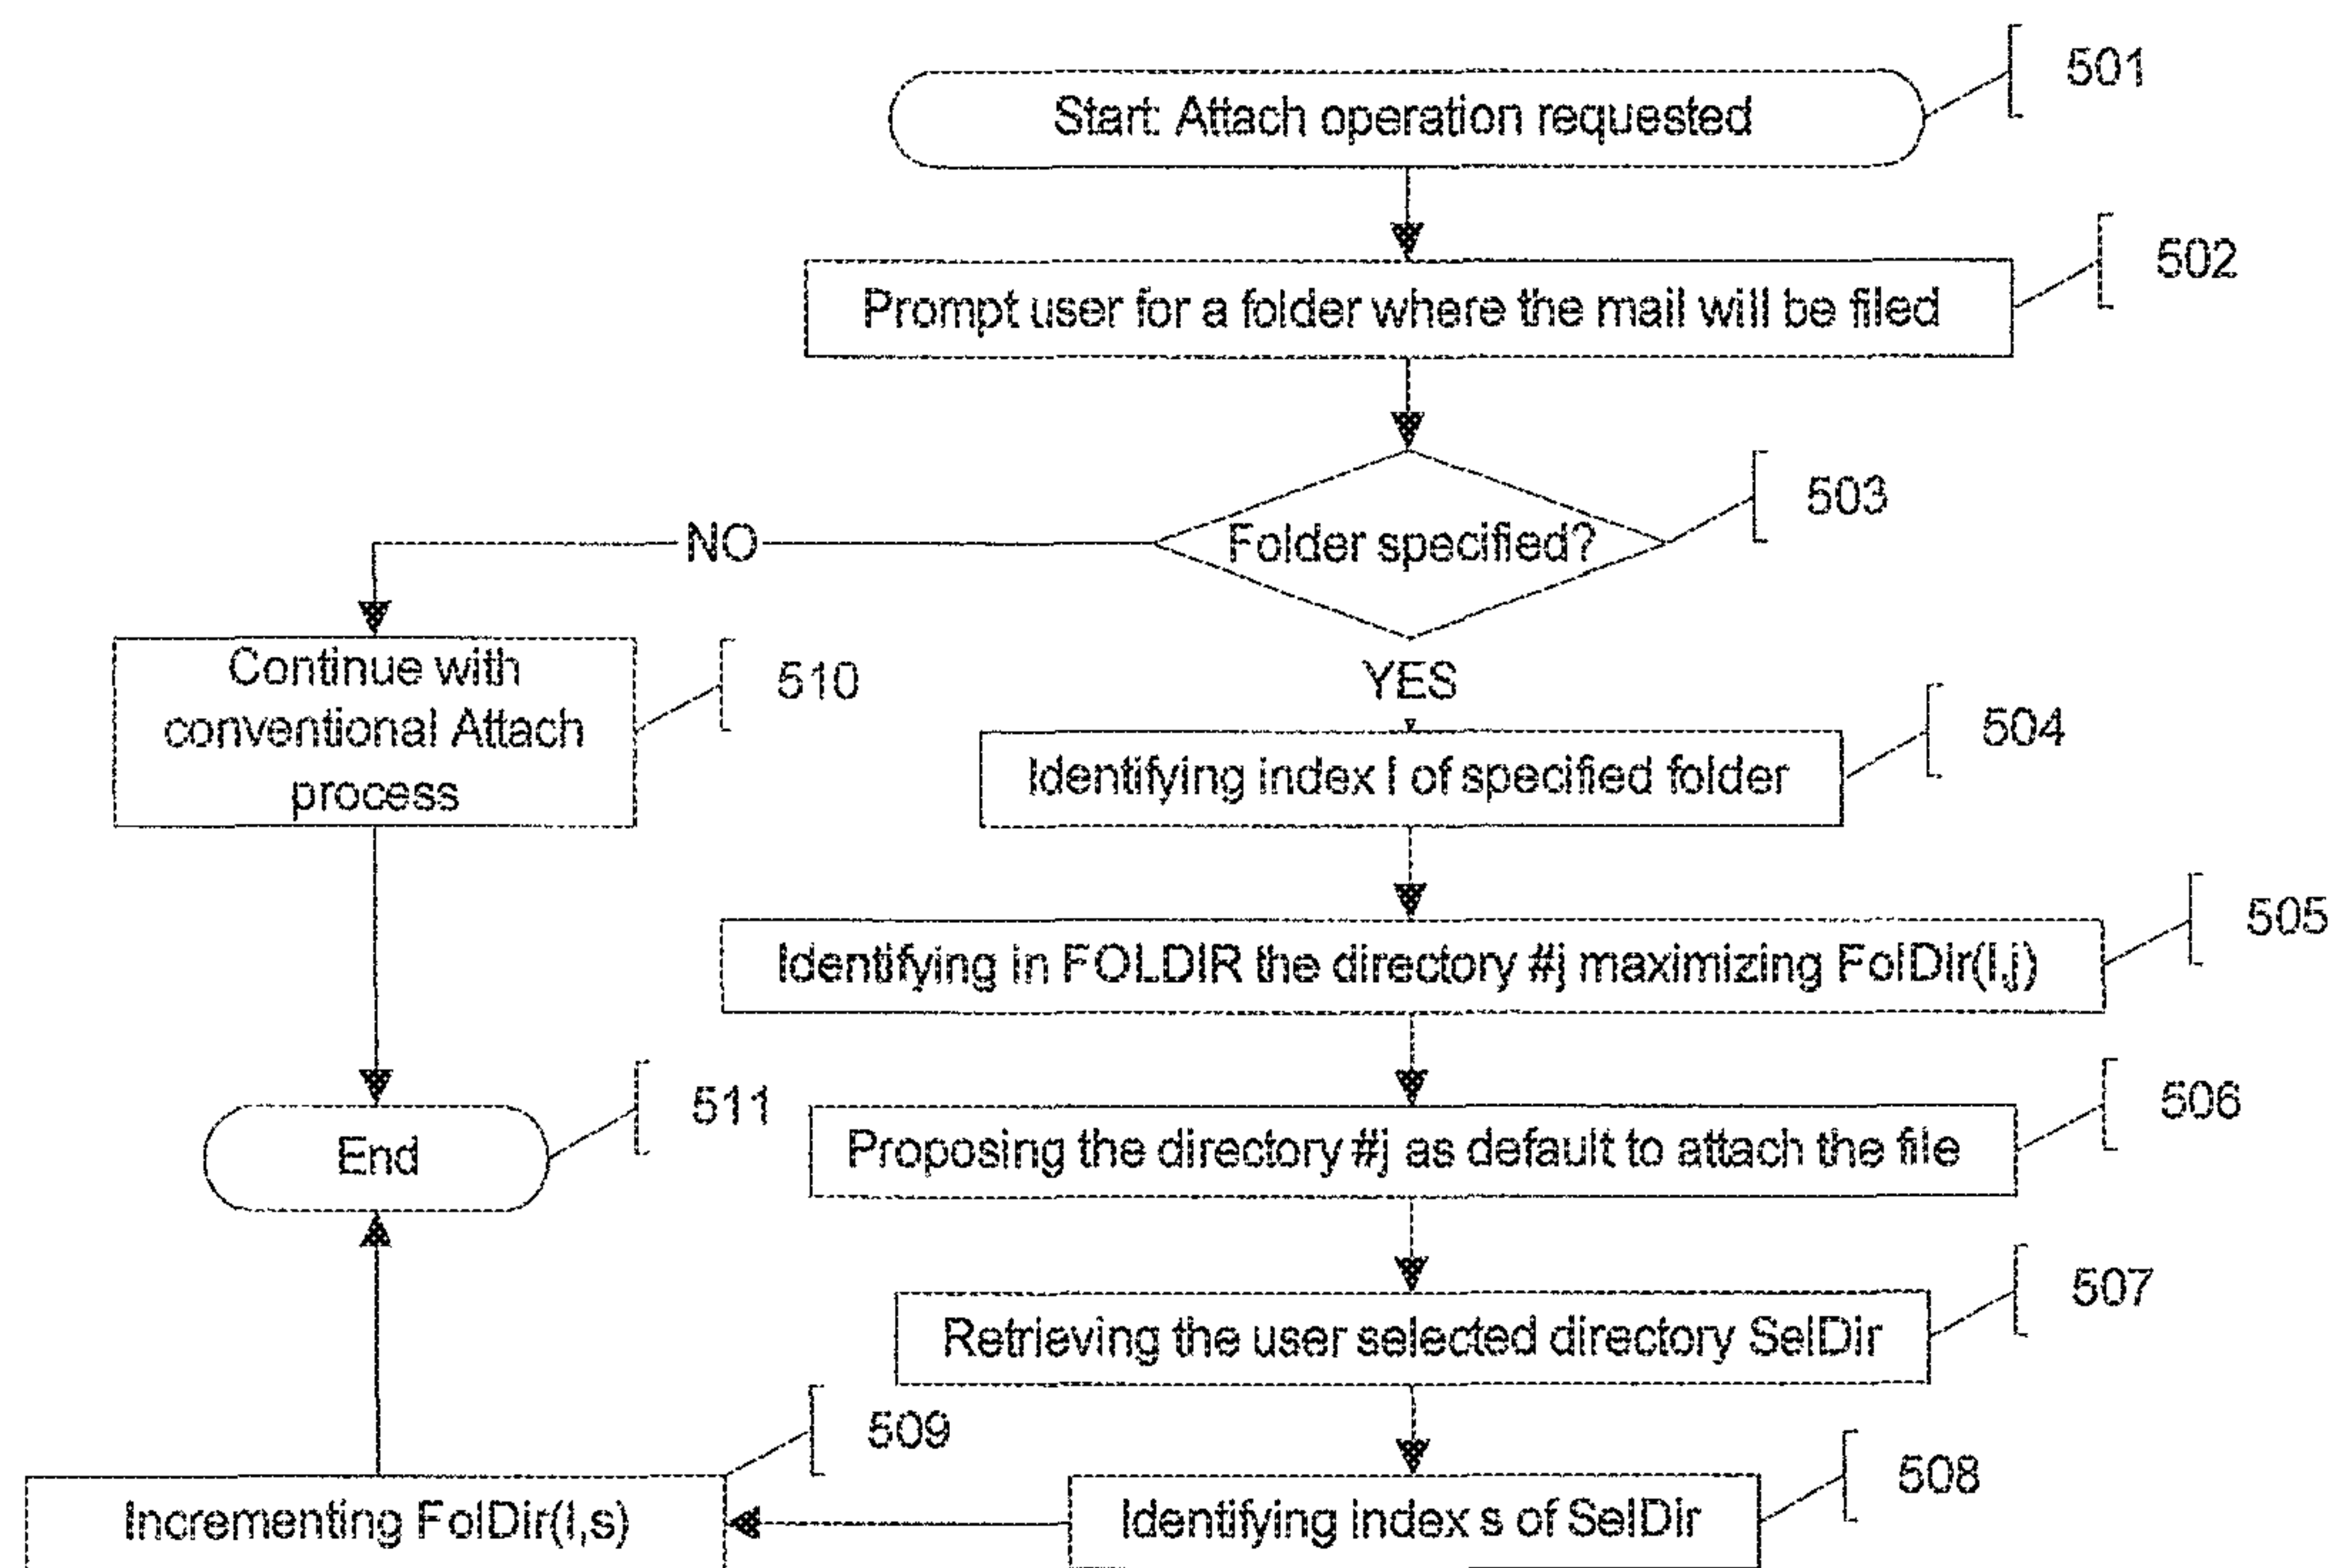 Start: Attach operation requested
501
Prompt user for a folder where the mail will be filed
502
Folder specified?
503
NO
YES
Continue with
conventional Attach
process
510
Identifying index I of specified folder
504
Identifying in FOLDIR the directory #j maximizing FolDir(I,j)
505
Proposing the directory #j as default to attach the file
506
End
511
Retrieving the user selected directory SelDir
507
Identifying index s of SelDir
508
Incrementing FolDir(I,s)
509